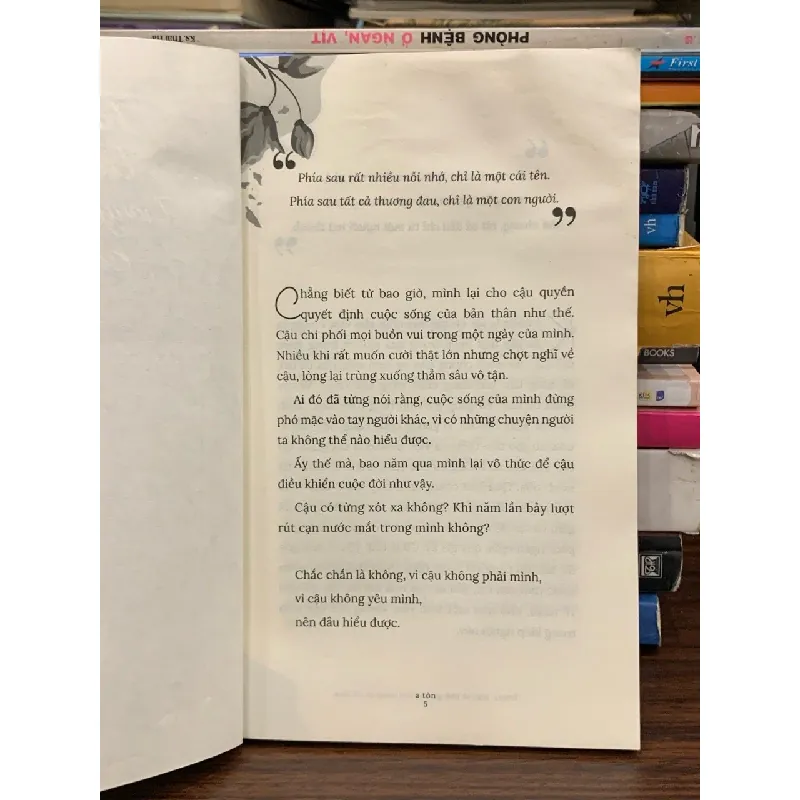 PHÒNG BỆNH Ở NGAN, VỊT
First
“
Phía sau rất nhiều nỗi nhớ, chỉ là một cái tên.
Phía sau tất cả thương đau, chỉ là một con người.
”
Chẳng biết từ bao giờ, mình lại cho cậu quyền
quyết định cuộc sống của bản thân như thế.
Cậu chi phối mọi buồn vui trong một ngày của mình.
Nhiều khi rất muốn cười thật lớn nhưng chợt nghĩ về
cậu, lòng lại trùng xuống thẳm sâu vô tận.
Ai đó đã từng nói rằng, cuộc sống của mình đừng
phó mặc vào tay người khác, vì có những chuyện người
ta không thể nào hiểu được.
Ấy thế mà, bao năm qua mình lại vô thức để cậu
điều khiển cuộc đời như vậy.
Cậu có từng xót xa không? Khi năm lần bảy lượt
rút cạn nước mắt trong mình không?
Chắc chắn là không, vì cậu không phải mình,
vì cậu không yêu mình,
nên đâu hiểu được.
a tòn
5
vh
vh
BOOKS